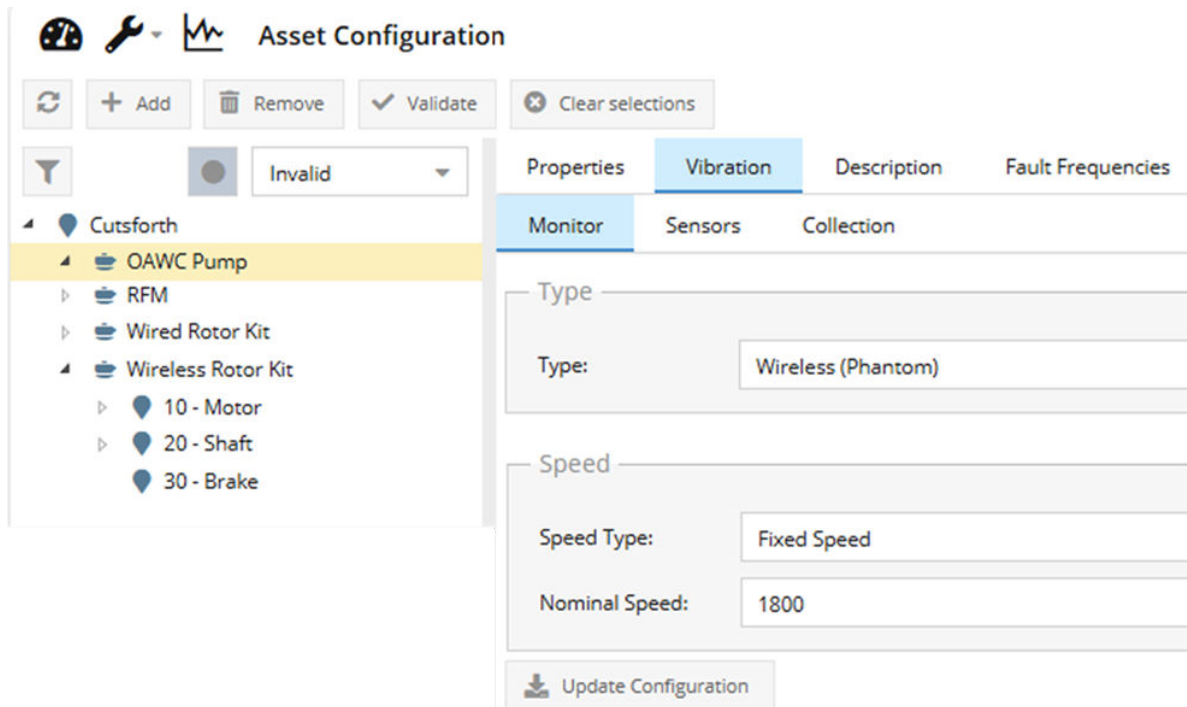 Asset Configuration
Add
Remove
Validate
Clear selections
Invalid
Properties
Vibration
Description
Fault Frequencies
Cutsforth
OAWC Pump
RFM
Wired Rotor Kit
Wireless Rotor Kit
10 - Motor
20 - Shaft
30 - Brake
Monitor
Sensors
Collection
Type
Type:
Wireless (Phantom)
Speed
Speed Type:
Fixed Speed
Nominal Speed:
1800
Update Configuration